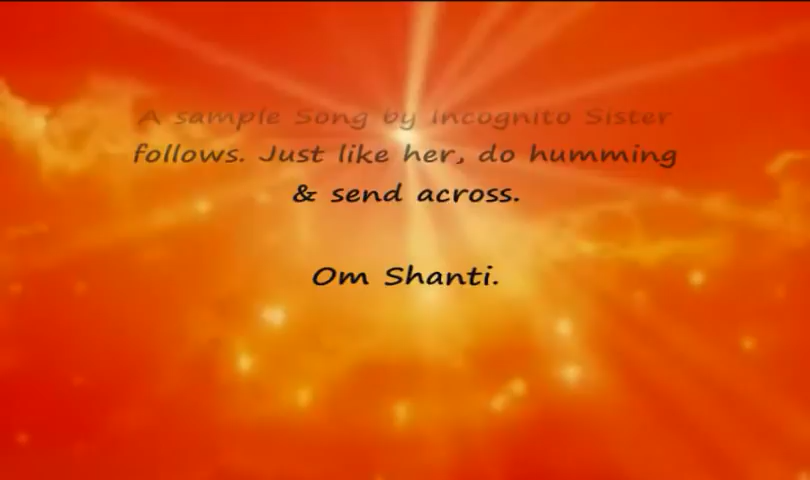 A sample Song by Incognito Sister
follows. Just like her, do humming
& send across.
Om Shanti.